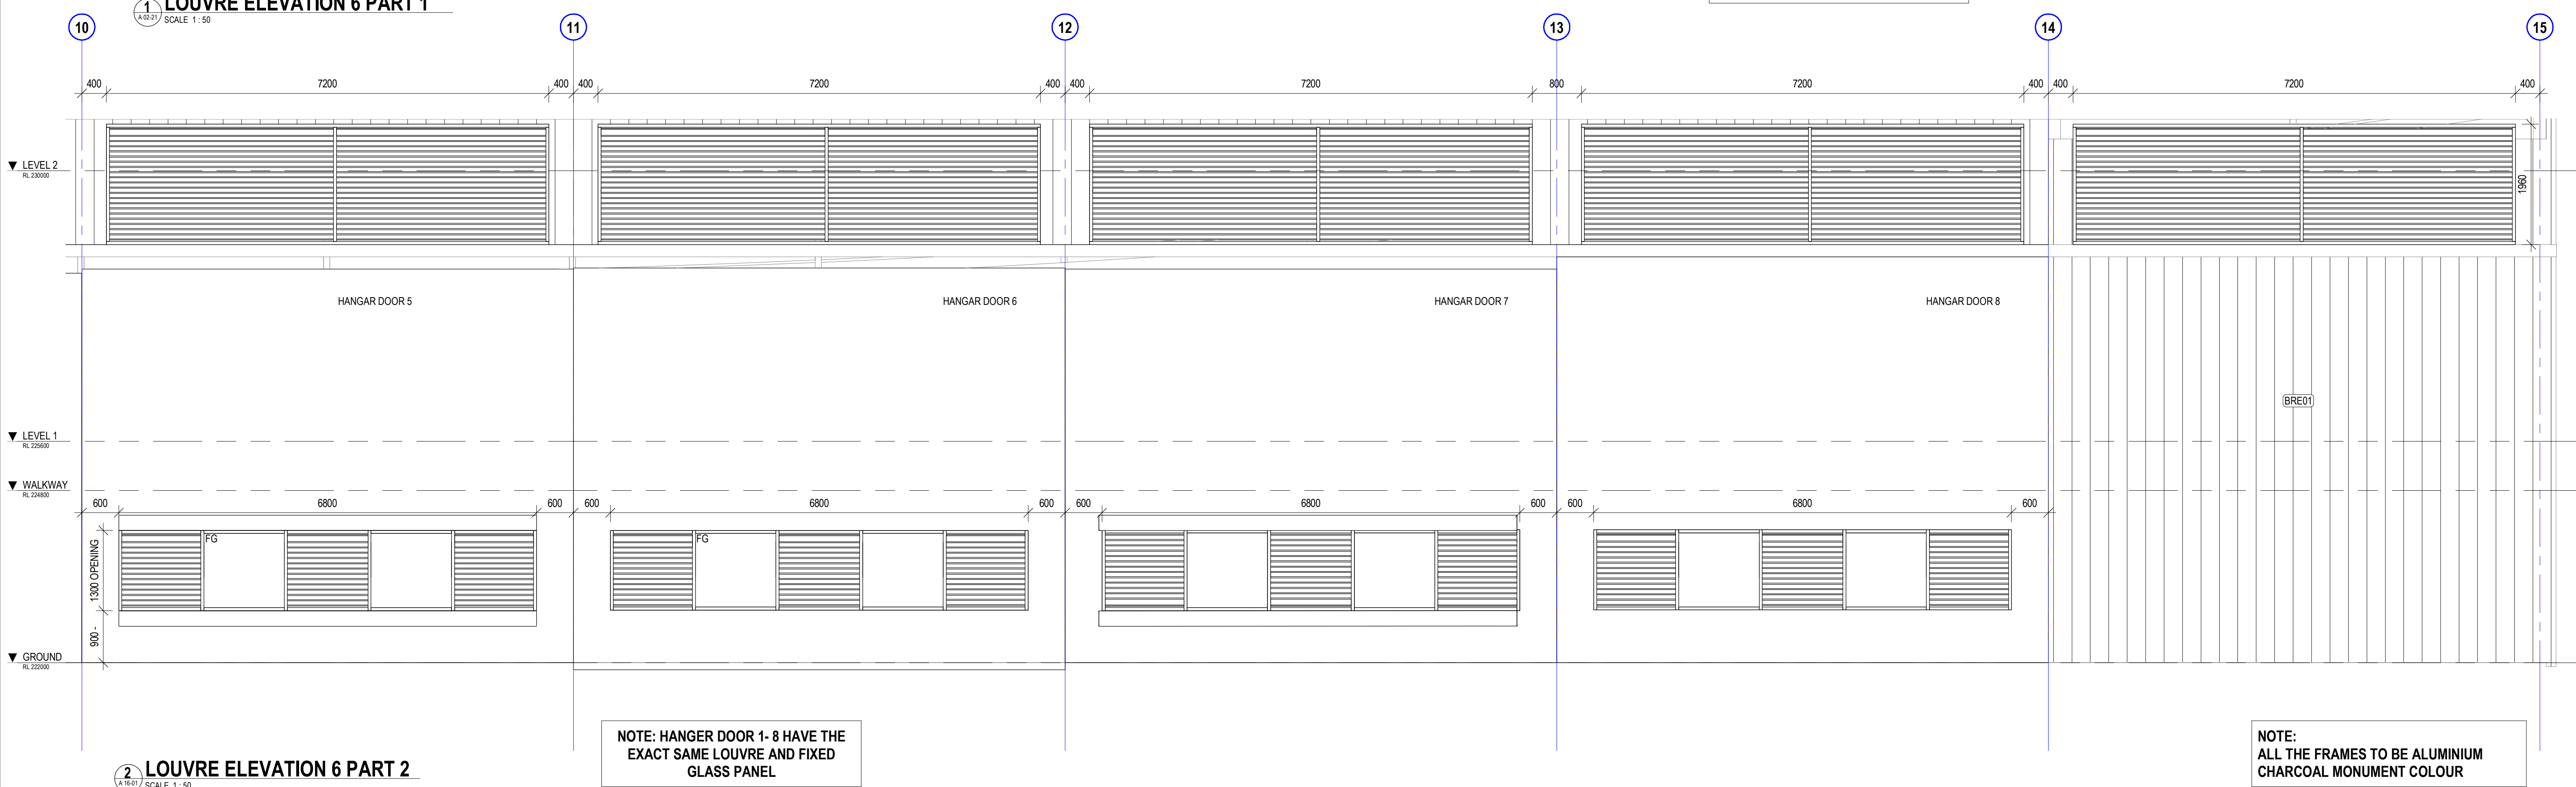 1
A 02-21
LOUVRE ELEVATION 6 PART 1
SCALE 1 : 50
10
11
12
13
14
15
400 7200 400 400 7200 400 400 7200 800 7200 400 400 7200 400
LEVEL 2
RL 230000
1960
HANGAR DOOR 5
HANGAR DOOR 6
HANGAR DOOR 7
HANGAR DOOR 8
BRE01
LEVEL 1
RL 225600
WALKWAY
RL 224800
600 6800 600 600 6800 600 600 6800 600 600 6800 600
1300 OPENING
FG
FG
900 -
GROUND
RL 222000
NOTE: HANGER DOOR 1- 8 HAVE THE
EXACT SAME LOUVRE AND FIXED
GLASS PANEL
NOTE:
ALL THE FRAMES TO BE ALUMINIUM
CHARCOAL MONUMENT COLOUR
2
A 16-01
LOUVRE ELEVATION 6 PART 2
SCALE 1 : 50